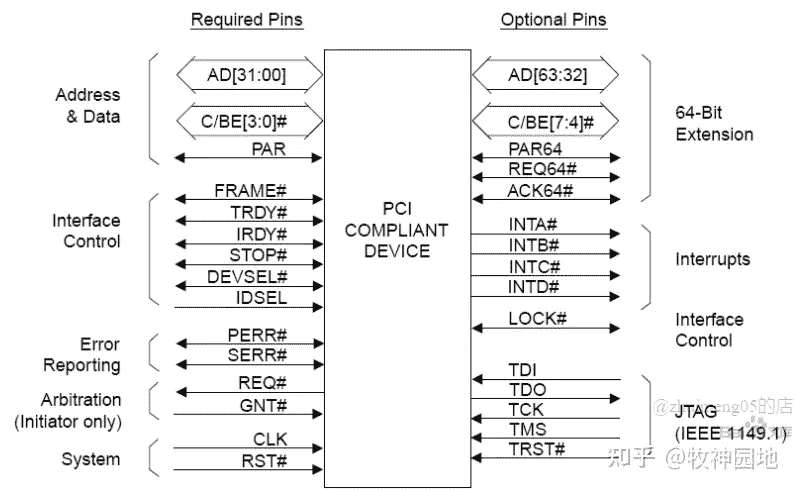 Required Pins
Optional Pins
Address
& Data
AD[31:00]
C/BE[3:0]#
PAR
Interface
Control
FRAME#
TRDY#
IRDY#
STOP#
DEVSEL#
IDSEL
Error
Reporting
PERR#
SERR#
Arbitration
(Initiator only)
REQ#
GNT#
System
CLK
RST#
PCI
COMPLIANT
DEVICE
AD[63:32]
C/BE[7:4]#
PAR64
REQ64#
ACK64#
64-Bit
Extension
INTA#
INTB#
INTC#
INTD#
Interrupts
LOCK#
Interface
Control
TDI
TDO
TCK
TMS
TRST#
JTAG
(IEEE 1149.1)
知乎 @牧神园地